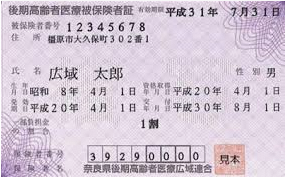 後期高齢者医療被保険者証 有効期限 平成31年 7月31日
被保険者番号 12345678
住所 橿原市大久保町302番1
氏名 広域 太郎 性別 男
生年月日 昭和 8年 4月 1日 資格取得年月日 平成20年 4月 1日
発効期日 平成20年 4月 1日 交付年月日 平成30年 8月 1日
一部負担金の割合 1割
保険者番号 39290000
奈良県後期高齢者医療広域連合
見本